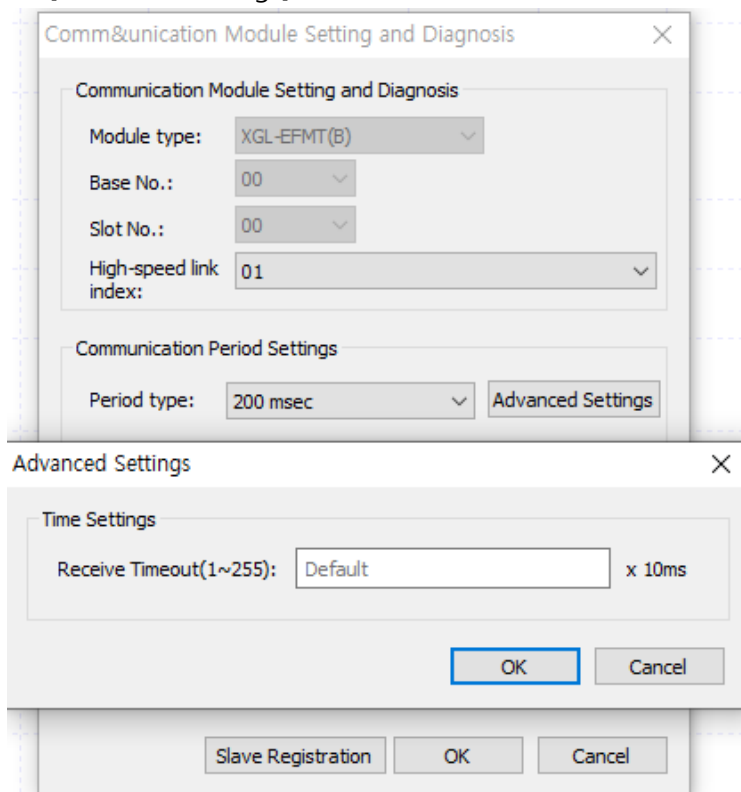 Comm&unication Module Setting and Diagnosis
Communication Module Setting and Diagnosis
Module type: XGL-EFMT(B)
Base No.: 00
Slot No.: 00
High-speed link
index: 01
Communication Period Settings
Period type: 200 msec Advanced Settings
Advanced Settings
Time Settings
Receive Timeout(1~255): Default x 10ms
OK Cancel
Slave Registration OK Cancel